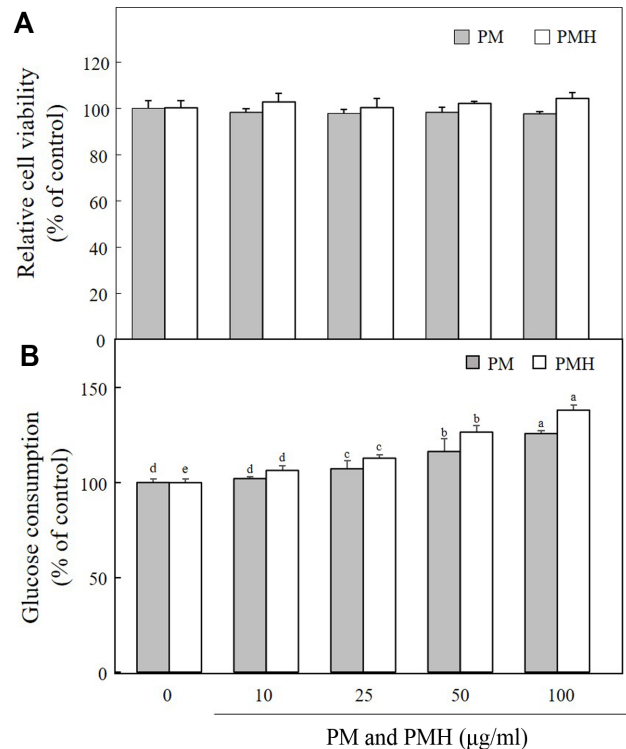 A
PM PMH
Relative cell viability
(% of control)
120
100
80
60
40
20
0
B
PM PMH
Glucose consumption
(% of control)
150
100
50
0
d e d d c c b b a a
0 10 25 50 100
PM and PMH (μg/ml)